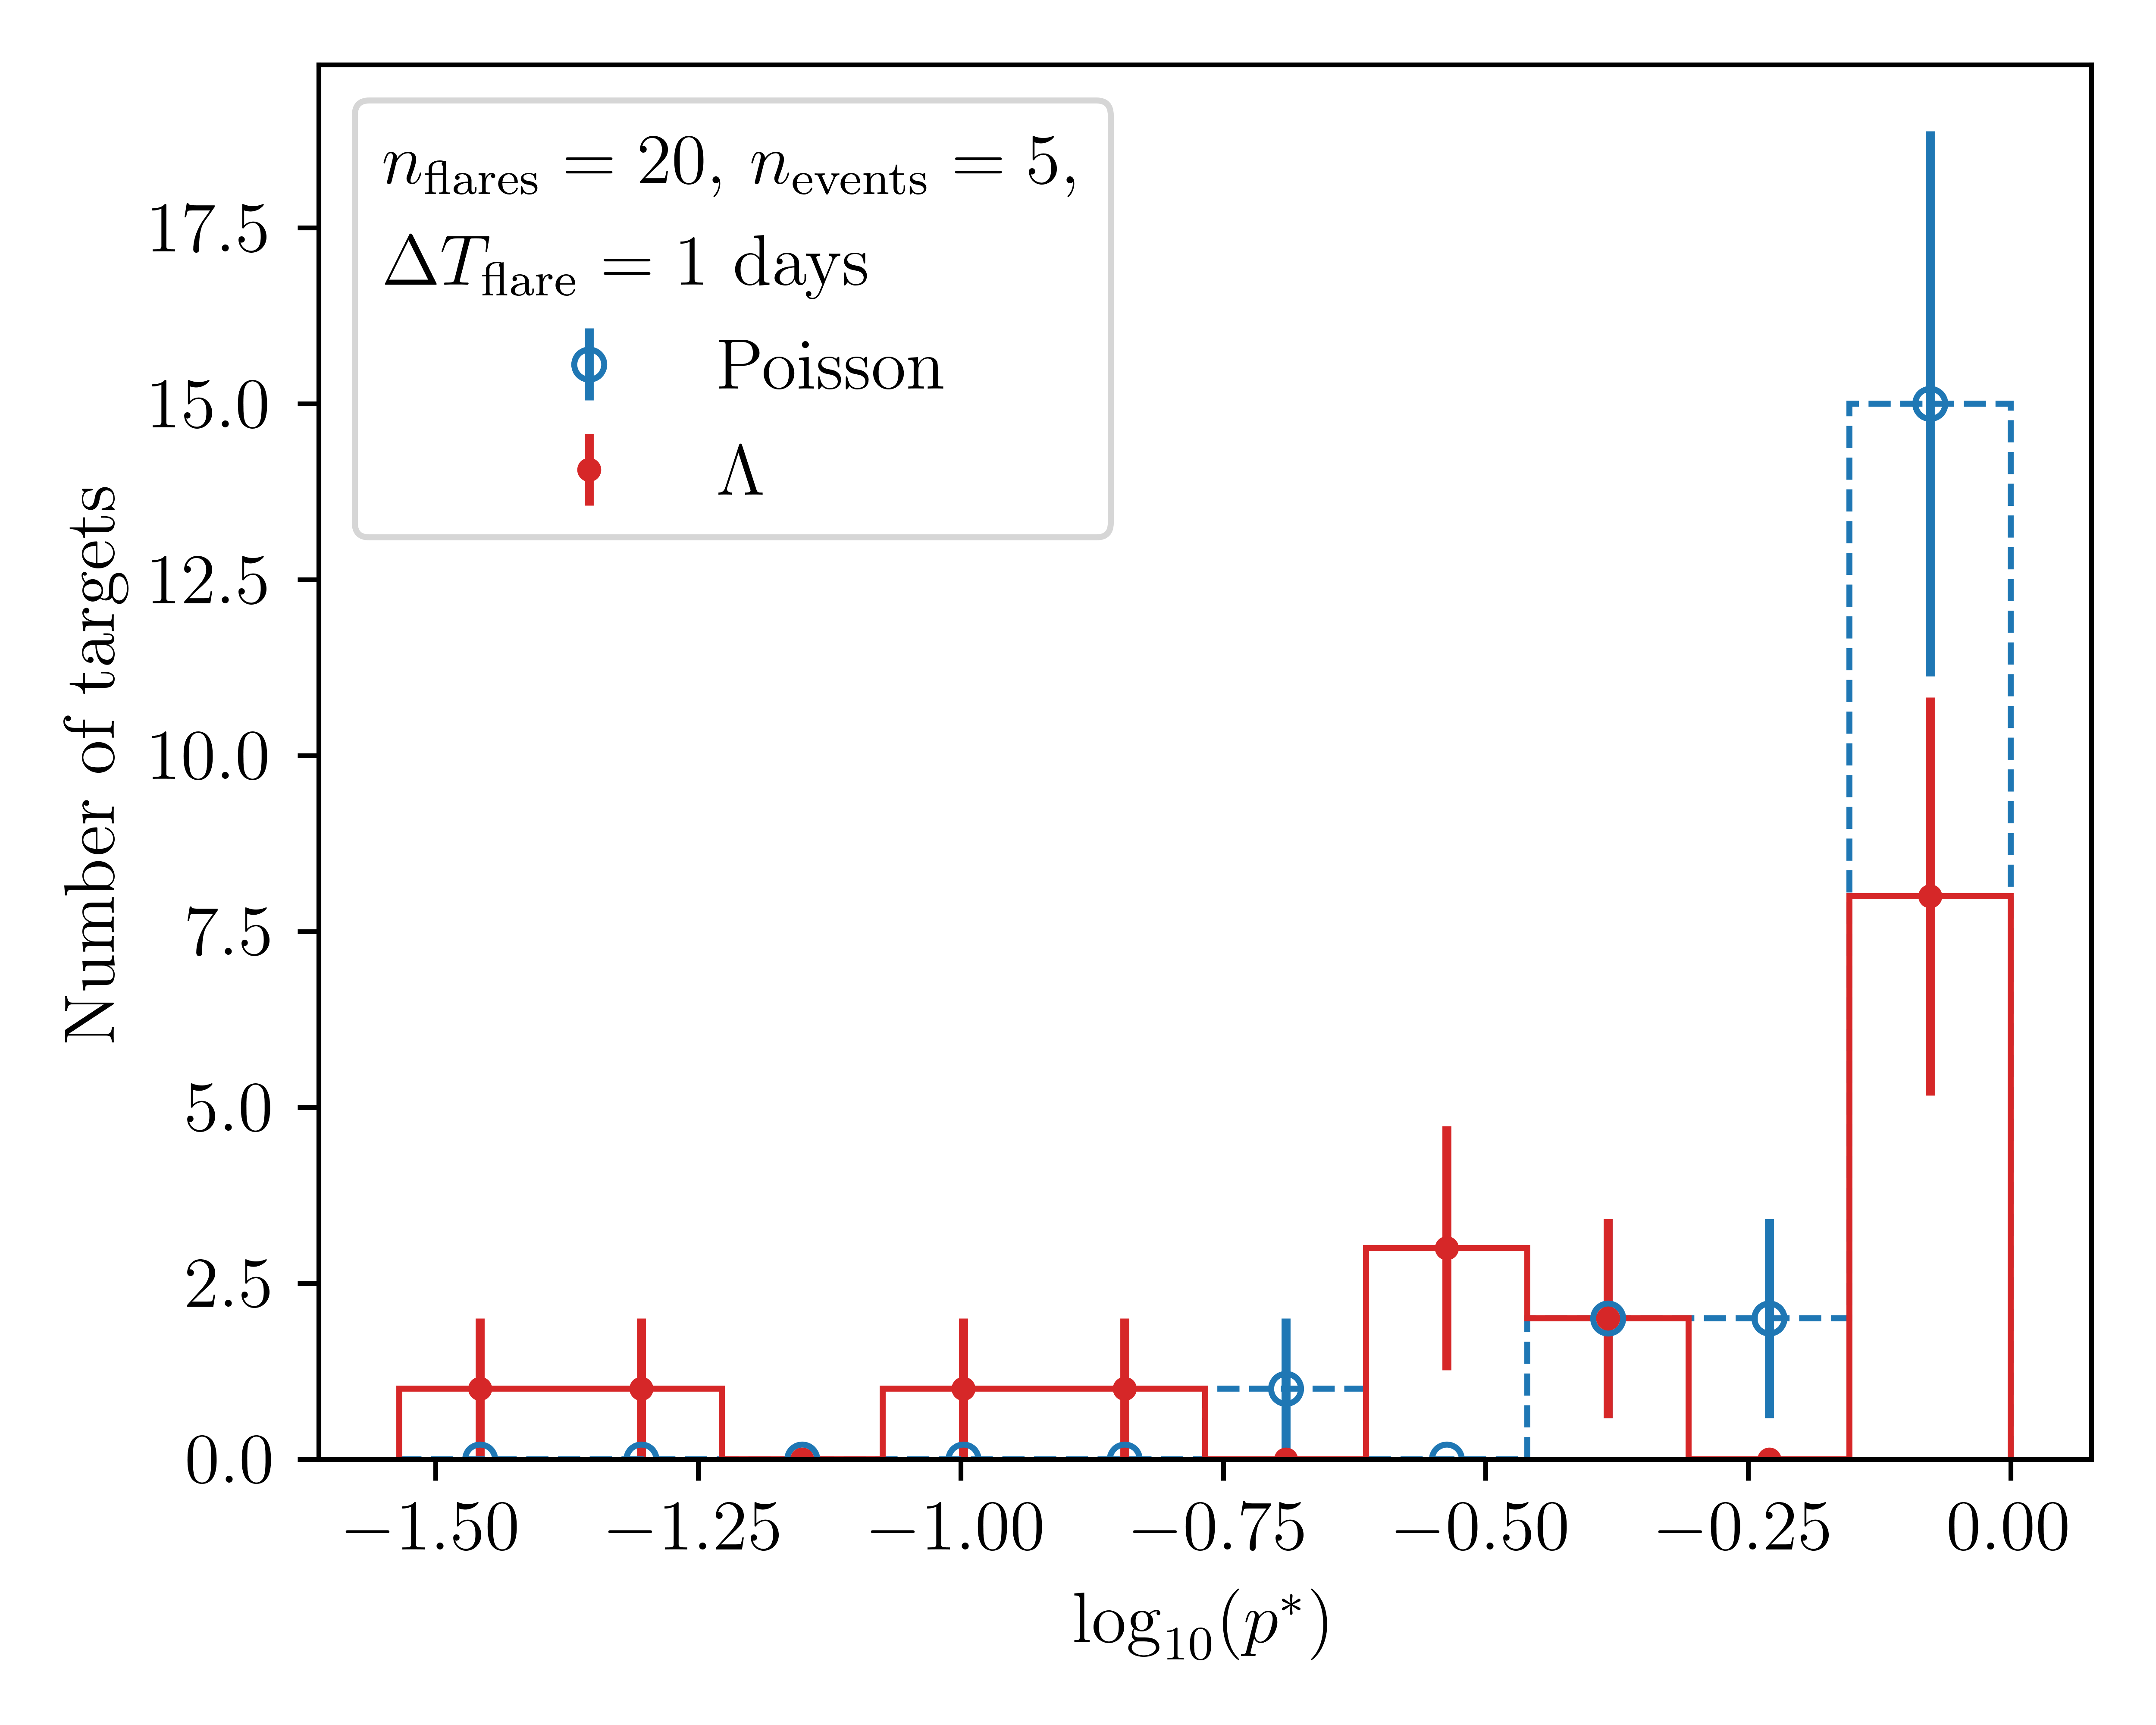 n_flares = 20, n_events = 5,
ΔT_flare = 1 days
Poisson
Λ
Number of targets
17.5
15.0
12.5
10.0
7.5
5.0
2.5
0.0
−1.50 −1.25 −1.00 −0.75 −0.50 −0.25 0.00
log₁₀(p*)